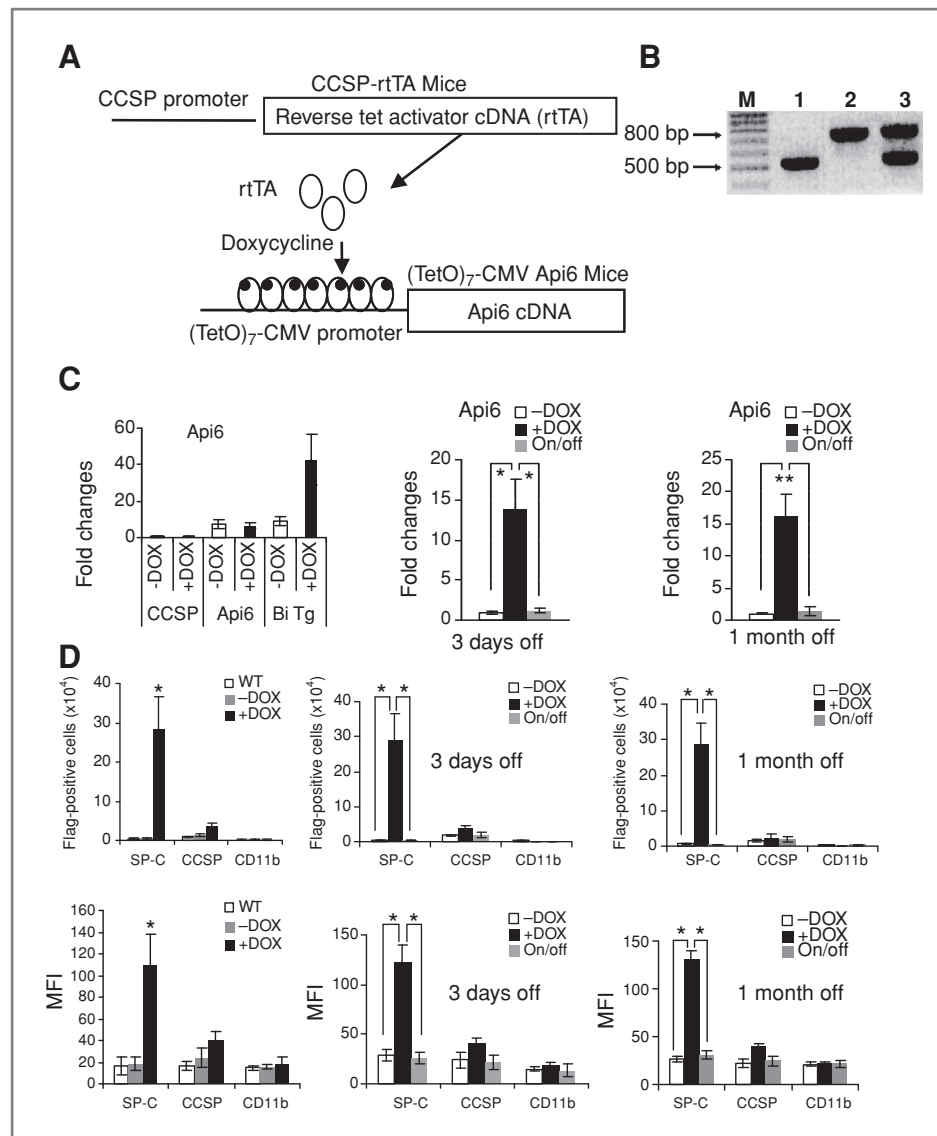 A
CCSP-rtTA Mice
CCSP promoter
Reverse tet activator cDNA (rtTA)
rtTA
Doxycycline
(TetO)7-CMV Api6 Mice
Api6 cDNA
(TetO)7-CMV promoter
B
M 1 2 3
800 bp
500 bp
C
Api6
Fold changes
60
40
20
0
-DOX +DOX -DOX +DOX -DOX +DOX
CCSP Api6 Bi Tg
Api6
–DOX
+DOX
On/off
Fold changes
20
15
10
5
0
* *
3 days off
Api6
–DOX
+DOX
On/off
Fold changes
25
20
15
10
5
0
**
1 month off
D
Flag-positive cells (x10^4)
40
30
20
10
0
WT
–DOX
+DOX
*
SP-C CCSP CD11b
Flag-positive cells (x10^4)
40
30
20
10
0
* *
–DOX
+DOX
On/off
3 days off
SP-C CCSP CD11b
Flag-positive cells (x10^4)
40
30
20
10
0
* *
–DOX
+DOX
On/off
1 month off
SP-C CCSP CD11b
MFI
160
140
120
100
80
60
40
20
0
WT
–DOX
+DOX
*
SP-C CCSP CD11b
MFI
150
100
50
0
* *
–DOX
+DOX
On/off
3 days off
SP-C CCSP CD11b
MFI
150
100
50
0
* *
–DOX
+DOX
On/off
1 month off
SP-C CCSP CD11b